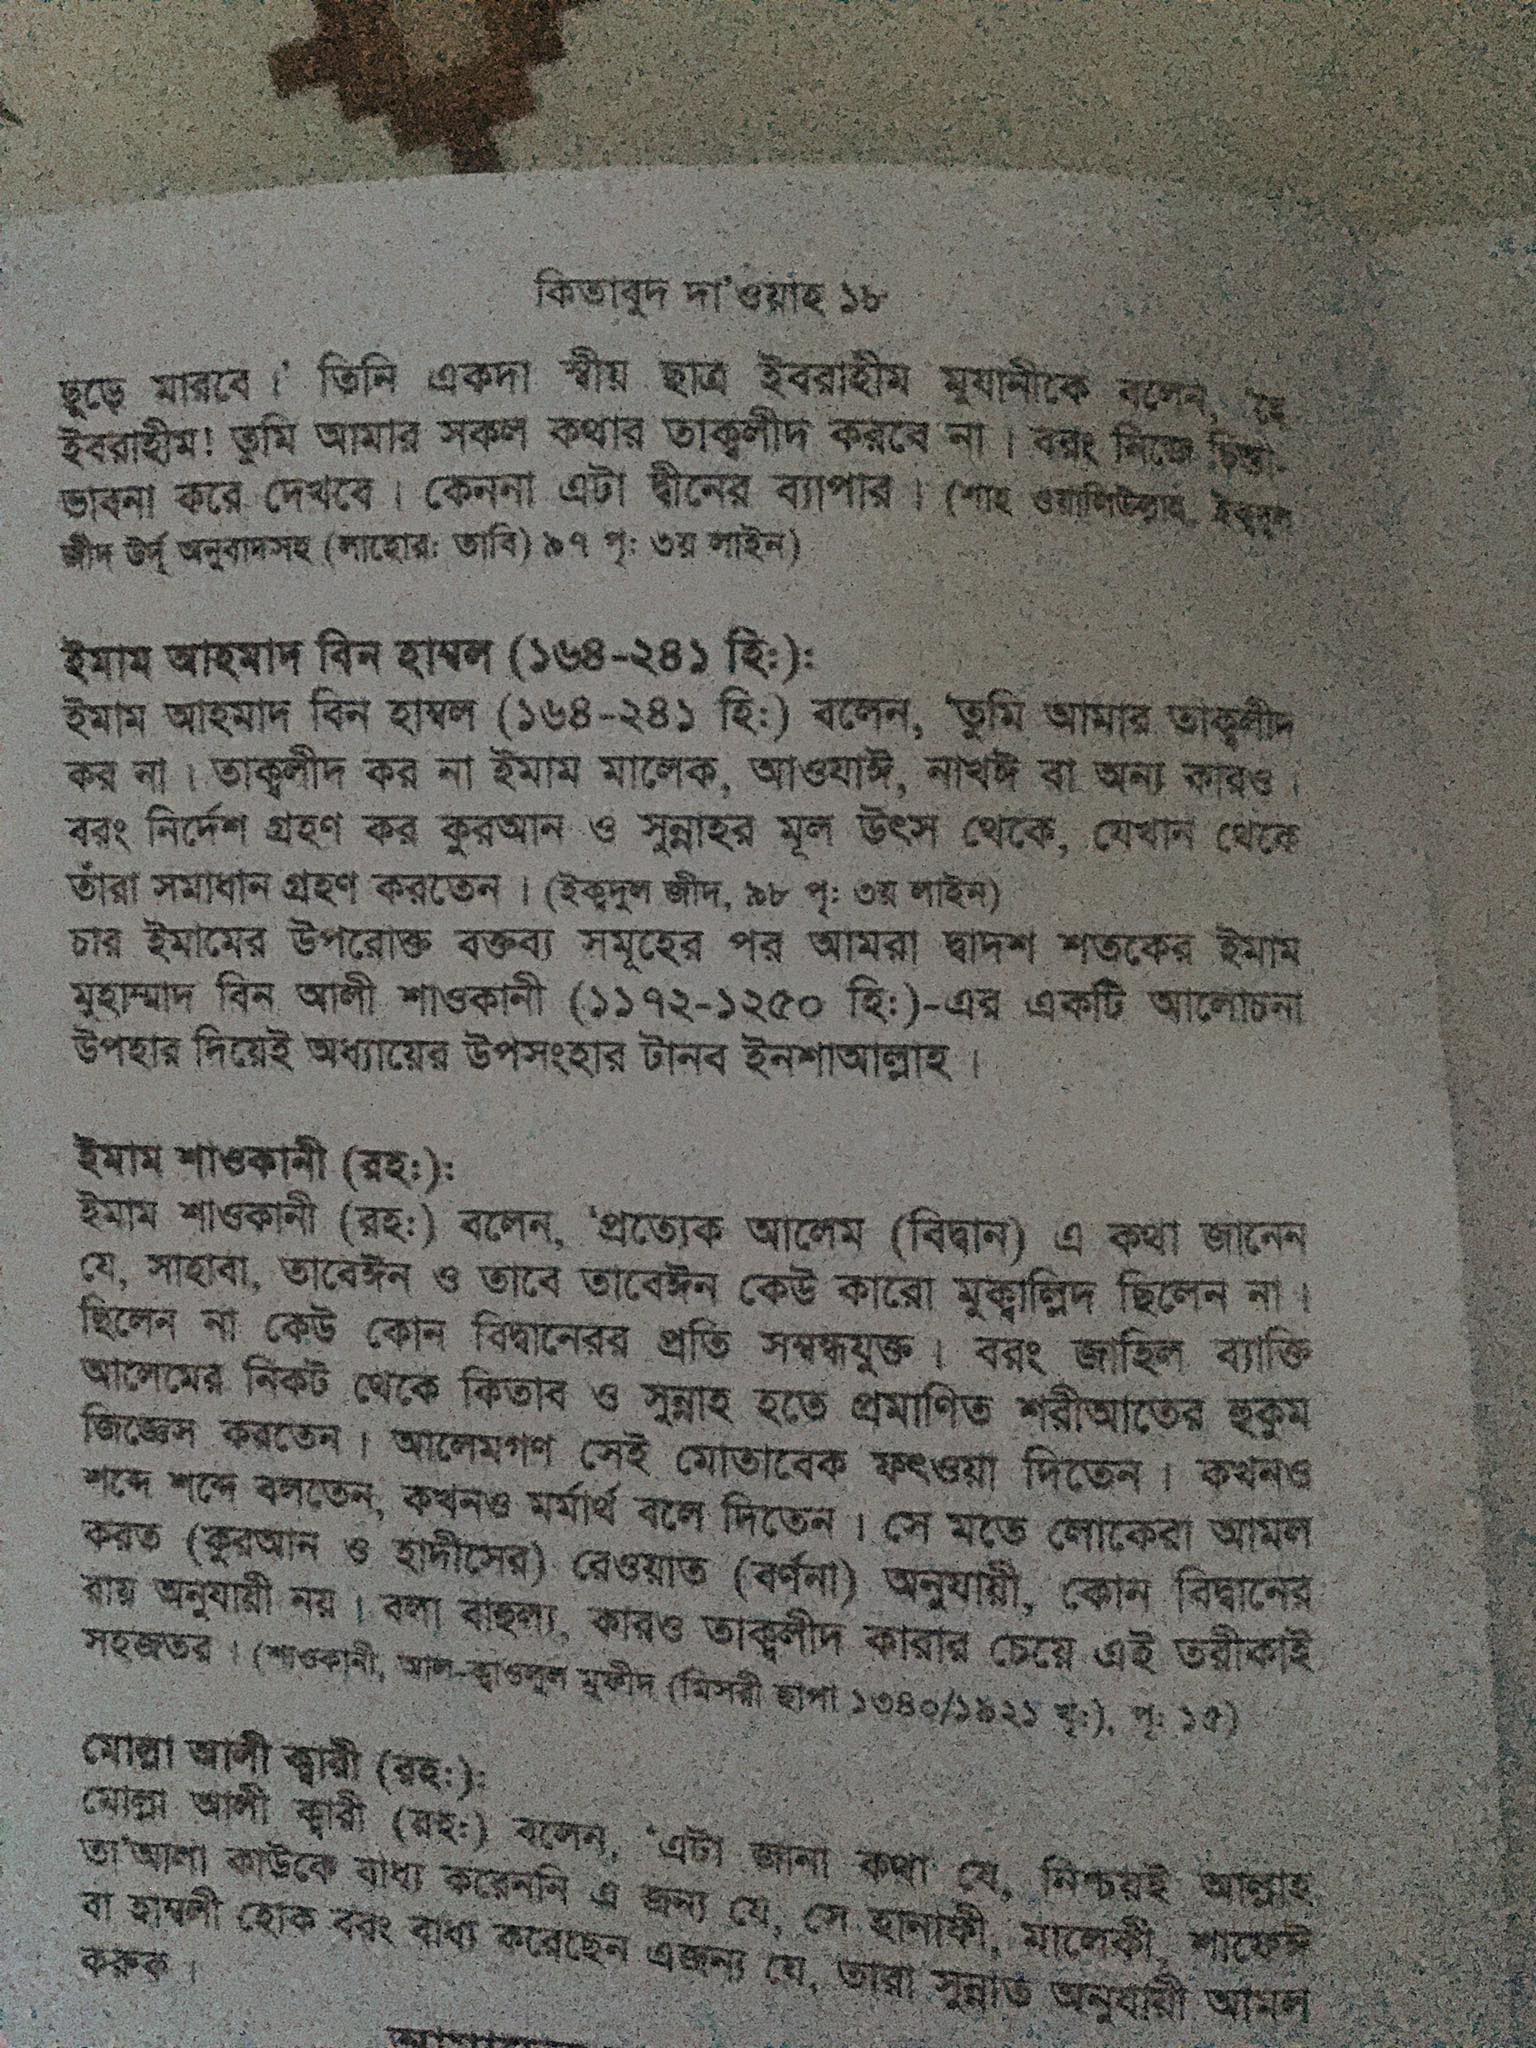 কিতাবুদ দা'ওয়াহ ১৮
ছুড়ে মারবে।' তিনি একদা স্বীয় ছাত্র ইবরাহীম মুযানীকে বলেন, 'হে
ইবরাহীম! তুমি আমার সকল কথার তাক্বলীদ করবে না। বরং নিজে চিন্তা-
ভাবনা করে দেখবে। কেননা এটা দ্বীনের ব্যাপার। (শাহ ওয়ালিউল্লাহ, ইক্বদুল
জীদ উর্দূ অনুবাদসহ (লাহোর: তাবি) ৯৭ পৃ: ৩য় লাইন)
ইমাম আহমাদ বিন হাম্বল (১৬৪-২৪১ হি:):
ইমাম আহমাদ বিন হাম্বল (১৬৪-২৪১ হি:) বলেন, 'তুমি আমার তাক্বলীদ
কর না। তাক্বলীদ কর না ইমাম মালেক, আওযাঈ, নাখঈ বা অন্য কারও।
বরং নির্দেশ গ্রহণ কর কুরআন ও সুন্নাহর মূল উৎস থেকে, যেখান থেকে
তাঁরা সমাধান গ্রহণ করতেন। (ইক্বদুল জীদ, ৯৮ পৃ: ৩য় লাইন)
চার ইমামের উপরোক্ত বক্তব্য সমূহের পর আমরা দ্বাদশ শতকের ইমাম
মুহাম্মাদ বিন আলী শাওকানী (১১৭২-১২৫০ হি:)-এর একটি আলোচনা
উপহার দিয়েই অধ্যায়ের উপসংহার টানব ইনশাআল্লাহ।
ইমাম শাওকানী (রহ:):
ইমাম শাওকানী (রহ:) বলেন, 'প্রত্যেক আলেম (বিদ্বান) এ কথা জানেন
যে, সাহাবা, তাবেঈন ও তাবে তাবেঈন কেউ কারো মুক্বাল্লিদ ছিলেন না।
ছিলেন না কেউ কোন বিদ্বানেরর প্রতি সম্বন্ধযুক্ত। বরং জাহিল ব্যাক্তি
আলেমের নিকট থেকে কিতাব ও সুন্নাহ হতে প্রমাণিত শরীআতের হুকুম
জিজ্ঞেস করতেন। আলেমগণ সেই মোতাবেক ফৎওয়া দিতেন। কখনও
শব্দে শব্দে বলতেন, কখনও মর্মার্থ বলে দিতেন। সে মতে লোকেরা আমল
করত (কুরআন ও হাদীসের) রেওয়াত (বর্ণনা) অনুযায়ী, কোন বিদ্বানের
রায় অনুযায়ী নয়। বলা বাহুল্য, কারও তাক্বলীদ কারার চেয়ে এই তরীকাই
সহজতর। (শাওকানী, আল-ক্বাওলুল মুফীদ (মিসরী ছাপা ১৩৪০/১৯২১ খৃ:), পৃ: ১৫)
মোল্লা আলী ক্বারী (রহ:):
মোল্লা আলী ক্বারী (রহ:) বলেন, 'এটা জানা কথা যে, নিশ্চয়ই আল্লাহ
তা'আলা কাউকে বাধ্য করেননি এ জন্য যে, সে হানাফী, মালেকী, শাফেঈ
বা হাম্বলী হোক বরং বাধ্য করেছেন এজন্য যে, তারা সুন্নাত অনুযায়ী আমল
করুক।